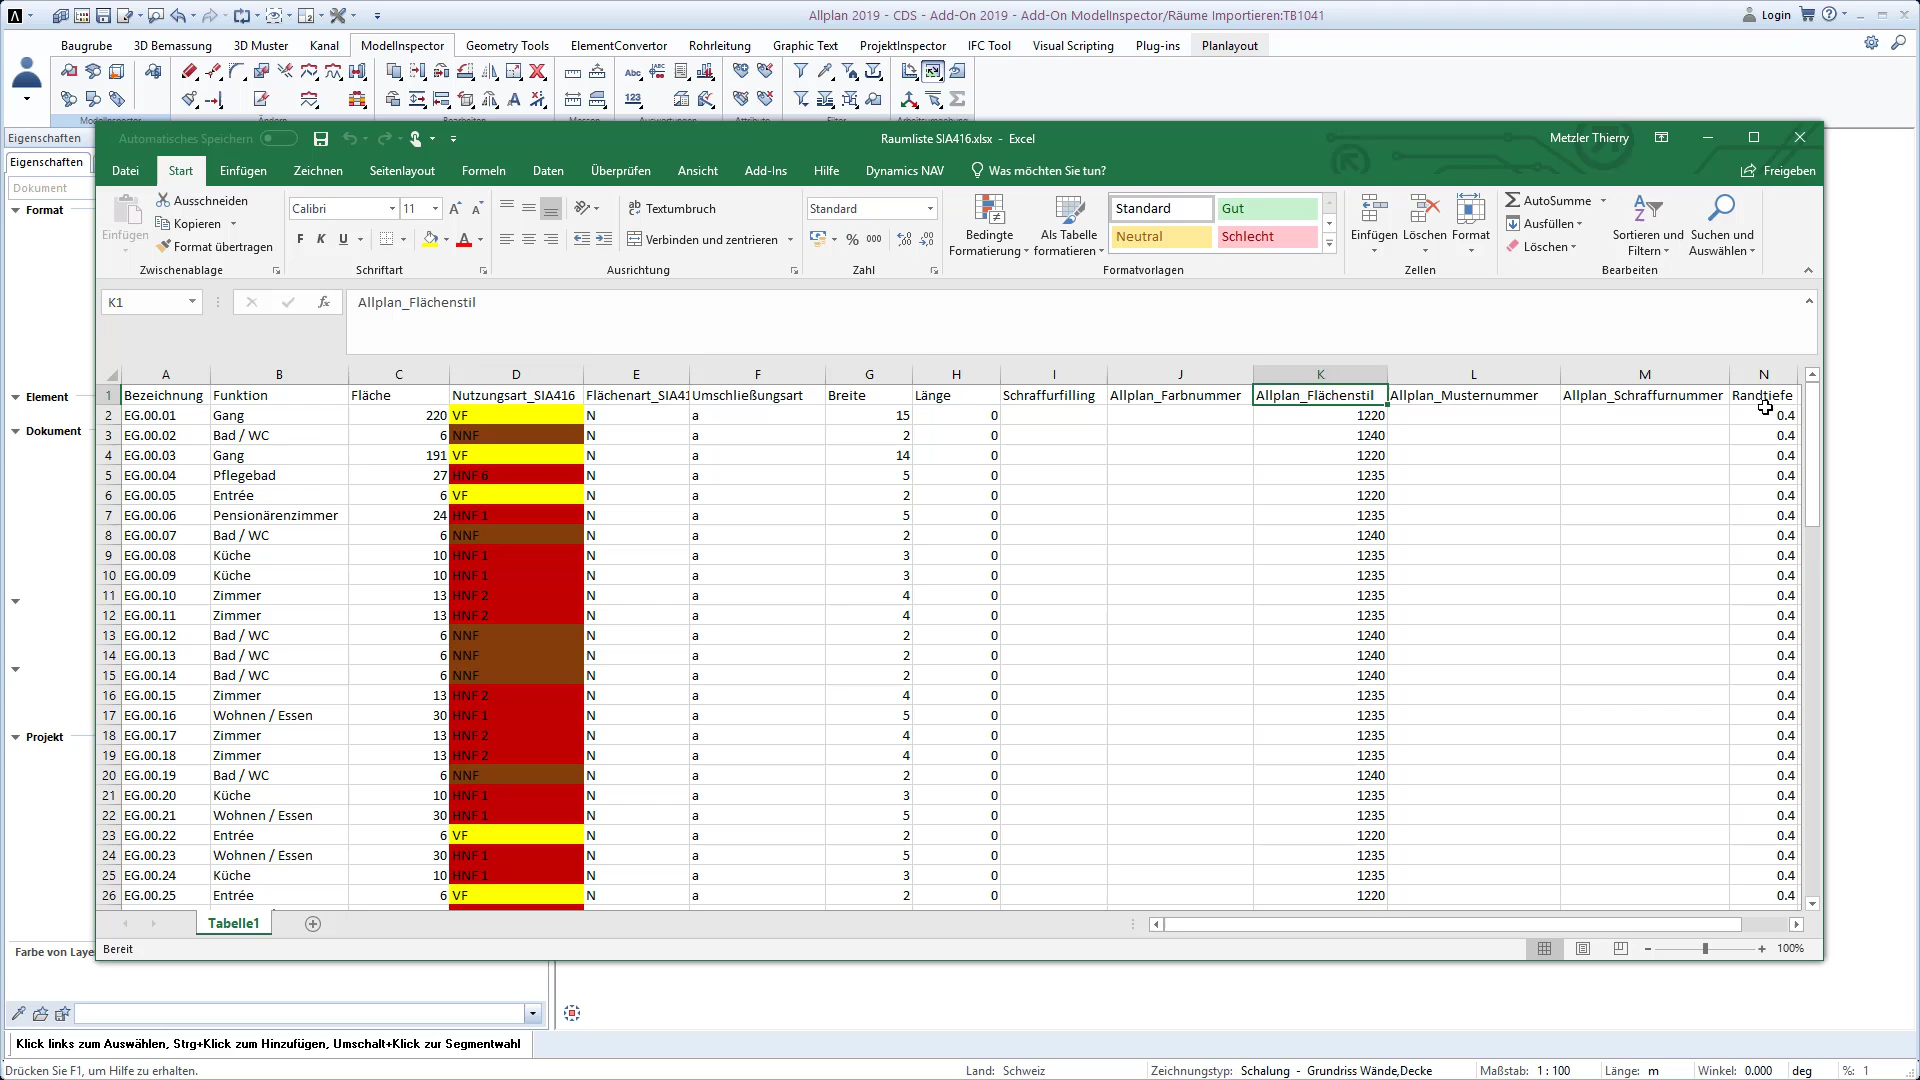 Allplan 2019 - CDS - Add-On 2019 - Add-On ModelInspector/Räume Importieren:TB1041
Login
Baugrube 3D Bemassung 3D Muster Kanal ModelInspector Geometry Tools ElementConvertor Rohrleitung Graphic Text ProjektInspector IFC Tool Visual Scripting Plug-ins Planlayout
Eigenschaften
Eigenschaften
Dokument
Format
Element
Dokument
Projekt
Automatisches Speichern
Raumliste SIA416.xlsx - Excel
Metzler Thierry
Datei Start Einfügen Zeichnen Seitenlayout Formeln Daten Überprüfen Ansicht Add-Ins Hilfe Dynamics NAV Was möchten Sie tun? Freigeben
Einfügen
Ausschneiden
Kopieren
Format übertragen
Zwischenablage
Calibri 11
F K U
Schriftart
Textumbruch
Verbinden und zentrieren
Ausrichtung
Standard
% 000
Zahl
Bedingte Formatierung
Als Tabelle formatieren
Standard Gut
Neutral Schlecht
Formatvorlagen
Einfügen Löschen Format
Zellen
AutoSumme
Ausfüllen
Löschen
Sortieren und Filtern
Suchen und Auswählen
Bearbeiten
K1 fx Allplan_Flächenstil
A B C D E F G H I J K L M N
1 Bezeichnung Funktion Fläche Nutzungsart_SIA416 Flächenart_SIA41 Umschließungsart Breite Länge Schraffurfilling Allplan_Farbnummer Allplan_Flächenstil Allplan_Musternummer Allplan_Schraffurnummer Randtiefe
2 EG.00.01 Gang 220 VF N a 15 0 1220 0.4
3 EG.00.02 Bad / WC 6 NNF N a 2 0 1240 0.4
4 EG.00.03 Gang 191 VF N a 14 0 1220 0.4
5 EG.00.04 Pflegebad 27 HNF 6 N a 5 0 1235 0.4
6 EG.00.05 Entrée 6 VF N a 2 0 1220 0.4
7 EG.00.06 Pensionärenzimmer 24 HNF 1 N a 5 0 1235 0.4
8 EG.00.07 Bad / WC 6 NNF N a 2 0 1240 0.4
9 EG.00.08 Küche 10 HNF 1 N a 3 0 1235 0.4
10 EG.00.09 Küche 10 HNF 1 N a 3 0 1235 0.4
11 EG.00.10 Zimmer 13 HNF 2 N a 4 0 1235 0.4
12 EG.00.11 Zimmer 13 HNF 2 N a 4 0 1235 0.4
13 EG.00.12 Bad / WC 6 NNF N a 2 0 1240 0.4
14 EG.00.13 Bad / WC 6 NNF N a 2 0 1240 0.4
15 EG.00.14 Bad / WC 6 NNF N a 2 0 1240 0.4
16 EG.00.15 Zimmer 13 HNF 2 N a 4 0 1235 0.4
17 EG.00.16 Wohnen / Essen 30 HNF 1 N a 5 0 1235 0.4
18 EG.00.17 Zimmer 13 HNF 2 N a 4 0 1235 0.4
19 EG.00.18 Zimmer 13 HNF 2 N a 4 0 1235 0.4
20 EG.00.19 Bad / WC 6 NNF N a 2 0 1240 0.4
21 EG.00.20 Küche 10 HNF 1 N a 3 0 1235 0.4
22 EG.00.21 Wohnen / Essen 30 HNF 1 N a 5 0 1235 0.4
23 EG.00.22 Entrée 6 VF N a 2 0 1220 0.4
24 EG.00.23 Wohnen / Essen 30 HNF 1 N a 5 0 1235 0.4
25 EG.00.24 Küche 10 HNF 1 N a 3 0 1235 0.4
26 EG.00.25 Entrée 6 VF N a 2 0 1220 0.4
Tabelle1
Bereit
100%
Farbe von Laye
Klick links zum Auswählen, Strg+Klick zum Hinzufügen, Umschalt+Klick zur Segmentwahl
Drücken Sie F1, um Hilfe zu erhalten. Land: Schweiz Zeichnungstyp: Schalung - Grundriss Wände,Decke Maßstab: 1 : 100 Länge: m Winkel: 0.000 deg %: 1